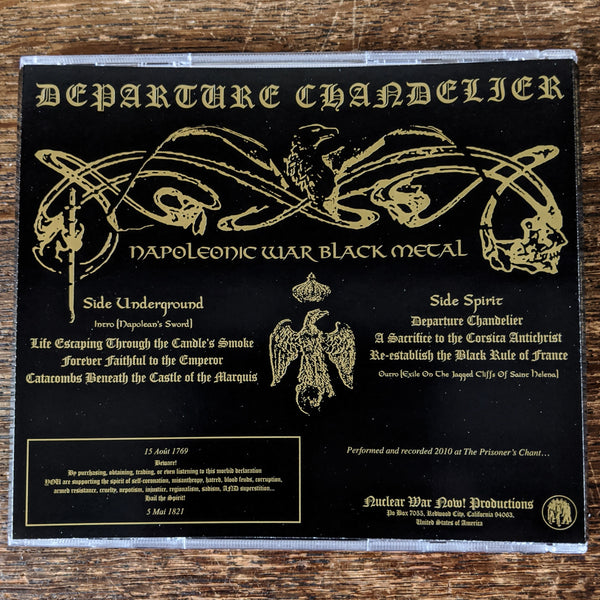 DEPARTURE CHANDELIER
NAPOLEONIC WAR BLACK METAL
Side Underground
Intro [Napolean's Sword]
Life Escaping Through the Candle's Smoke
Forever Faithful to the Emperor
Catacombs Beneath the Castle of the Marquis
Side Spirit
Departure Chandelier
A Sacrifice to the Corsica Antichrist
Re-establish the Black Rule of France
Outro [Exile On The Jagged Cliffs Of Saint Helena]
15 Août 1769
Beware!
By purchasing, obtaining, trading, or even listening to this morbid declaration
YOU are supporting the spirit of self-coronation, misanthropy, hatred, blood feuds, corruption,
armed resistance, cruelty, nepotism, injustice, regionalism, sadism, AND superstition...
Hail the Spirit!
5 Mai 1821
Performed and recorded 2010 at The Prisoner's Chant...
Nuclear War Now! Productions
Po Box 7035, Redwood City, California 94063,
United States of America